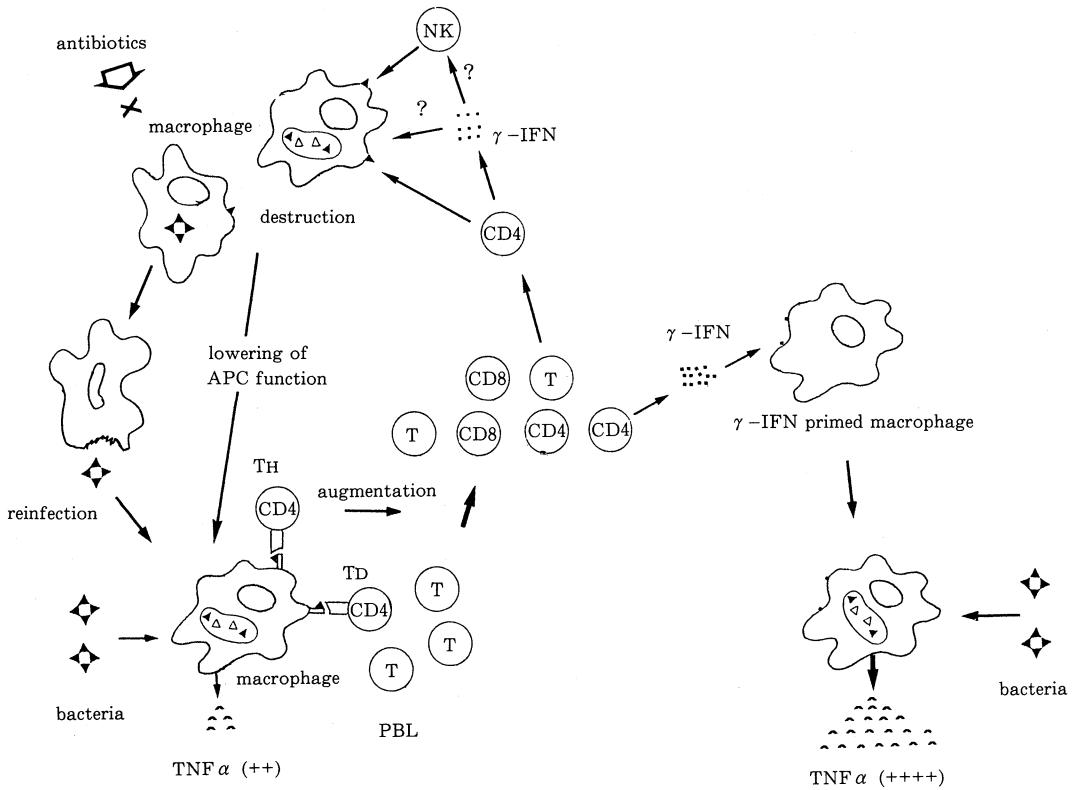 NK
antibiotics
?
?
macrophage
γ-IFN
destruction
CD4
γ-IFN
lowering of
APC function
CD8
T
γ-IFN primed macrophage
T
CD8
CD4
CD4
TH
augmentation
CD4
reinfection
TD
T
CD4
T
T
macrophage
bacteria
bacteria
PBL
TNFα (++)
TNFα (++++)